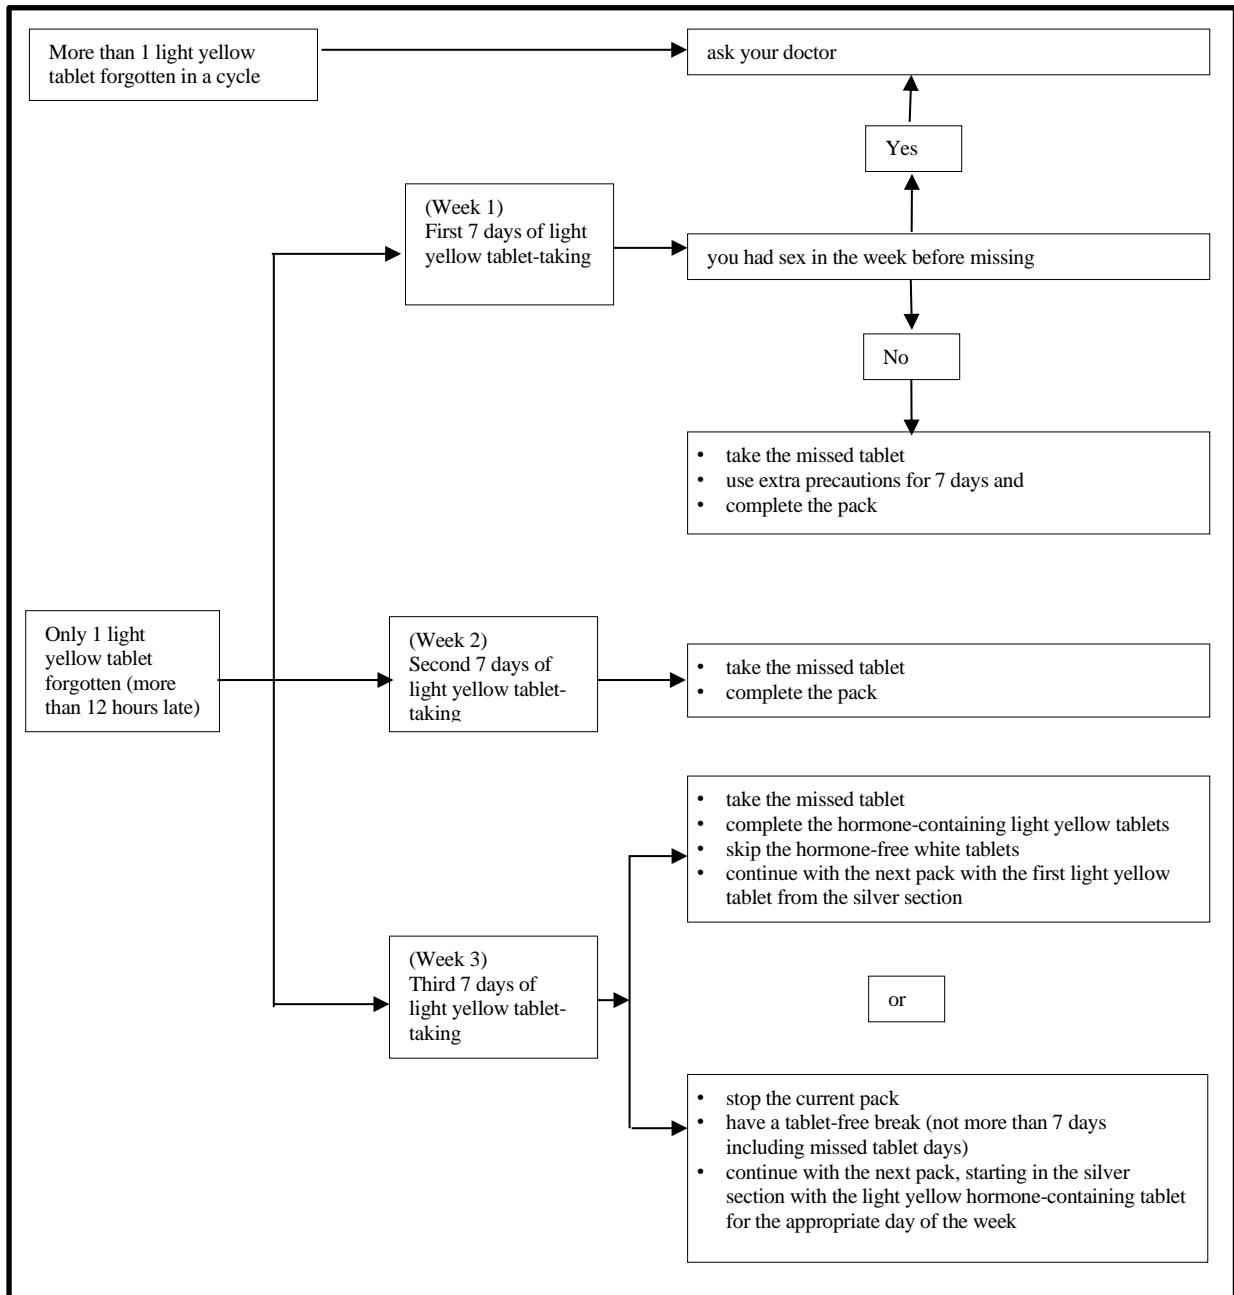 More than 1 light yellow
tablet forgotten in a cycle
ask your doctor
Yes
(Week 1)
First 7 days of light
yellow tablet-taking
you had sex in the week before missing
No
• take the missed tablet
• use extra precautions for 7 days and
• complete the pack
Only 1 light
yellow tablet
forgotten (more
than 12 hours late)
(Week 2)
Second 7 days of
light yellow tablet-
taking
• take the missed tablet
• complete the pack
• take the missed tablet
• complete the hormone-containing light yellow tablets
• skip the hormone-free white tablets
• continue with the next pack with the first light yellow
tablet from the silver section
(Week 3)
Third 7 days of
light yellow tablet-
taking
or
• stop the current pack
• have a tablet-free break (not more than 7 days
including missed tablet days)
• continue with the next pack, starting in the silver
section with the light yellow hormone-containing tablet
for the appropriate day of the week